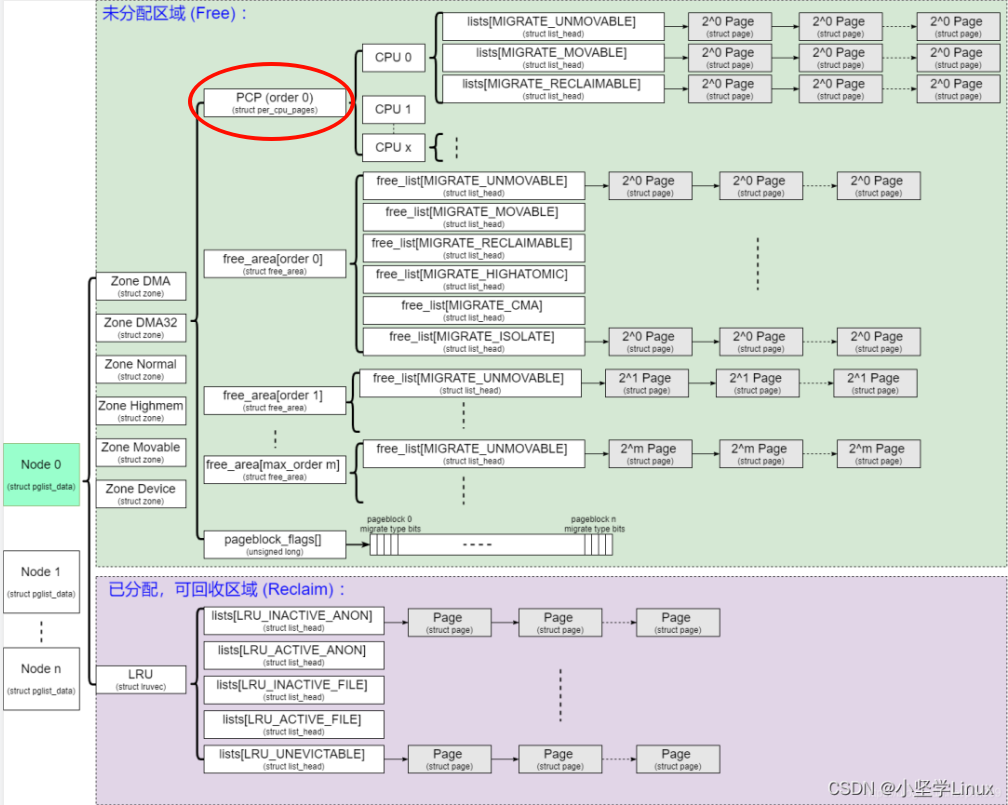 未分配区域 (Free) :
lists[MIGRATE_UNMOVABLE]
(struct list_head)
2^0 Page
(struct page)
2^0 Page
(struct page)
2^0 Page
(struct page)
CPU 0
lists[MIGRATE_MOVABLE]
(struct list_head)
2^0 Page
(struct page)
2^0 Page
(struct page)
2^0 Page
(struct page)
lists[MIGRATE_RECLAIMABLE]
(struct list_head)
2^0 Page
(struct page)
2^0 Page
(struct page)
2^0 Page
(struct page)
PCP (order 0)
(struct per_cpu_pages)
CPU 1
CPU x
free_list[MIGRATE_UNMOVABLE]
(struct list_head)
2^0 Page
(struct page)
2^0 Page
(struct page)
2^0 Page
(struct page)
free_list[MIGRATE_MOVABLE]
(struct list_head)
free_area[order 0]
(struct free_area)
free_list[MIGRATE_RECLAIMABLE]
(struct list_head)
free_list[MIGRATE_HIGHATOMIC]
(struct list_head)
free_list[MIGRATE_CMA]
(struct list_head)
free_list[MIGRATE_ISOLATE]
(struct list_head)
2^0 Page
(struct page)
2^0 Page
(struct page)
2^0 Page
(struct page)
Zone DMA
(struct zone)
Zone DMA32
(struct zone)
Zone Normal
(struct zone)
Zone Highmem
(struct zone)
Zone Movable
(struct zone)
Zone Device
(struct zone)
free_area[order 1]
(struct free_area)
free_list[MIGRATE_UNMOVABLE]
(struct list_head)
2^1 Page
(struct page)
2^1 Page
(struct page)
2^1 Page
(struct page)
free_area[max_order m]
(struct free_area)
free_list[MIGRATE_UNMOVABLE]
(struct list_head)
2^m Page
(struct page)
2^m Page
(struct page)
2^m Page
(struct page)
pageblock_flags[]
(unsigned long)
pageblock 0
migrate type bits
pageblock n
migrate type bits
Node 0
(struct pglist_data)
Node 1
(struct pglist_data)
Node n
(struct pglist_data)
已分配，可回收区域 (Reclaim) :
LRU
(struct lruvec)
lists[LRU_INACTIVE_ANON]
(struct list_head)
Page
(struct page)
Page
(struct page)
Page
(struct page)
lists[LRU_ACTIVE_ANON]
(struct list_head)
lists[LRU_INACTIVE_FILE]
(struct list_head)
lists[LRU_ACTIVE_FILE]
(struct list_head)
lists[LRU_UNEVICTABLE]
(struct list_head)
Page
(struct page)
Page
(struct page)
Page
(struct page)
CSDN @小坚学Linux